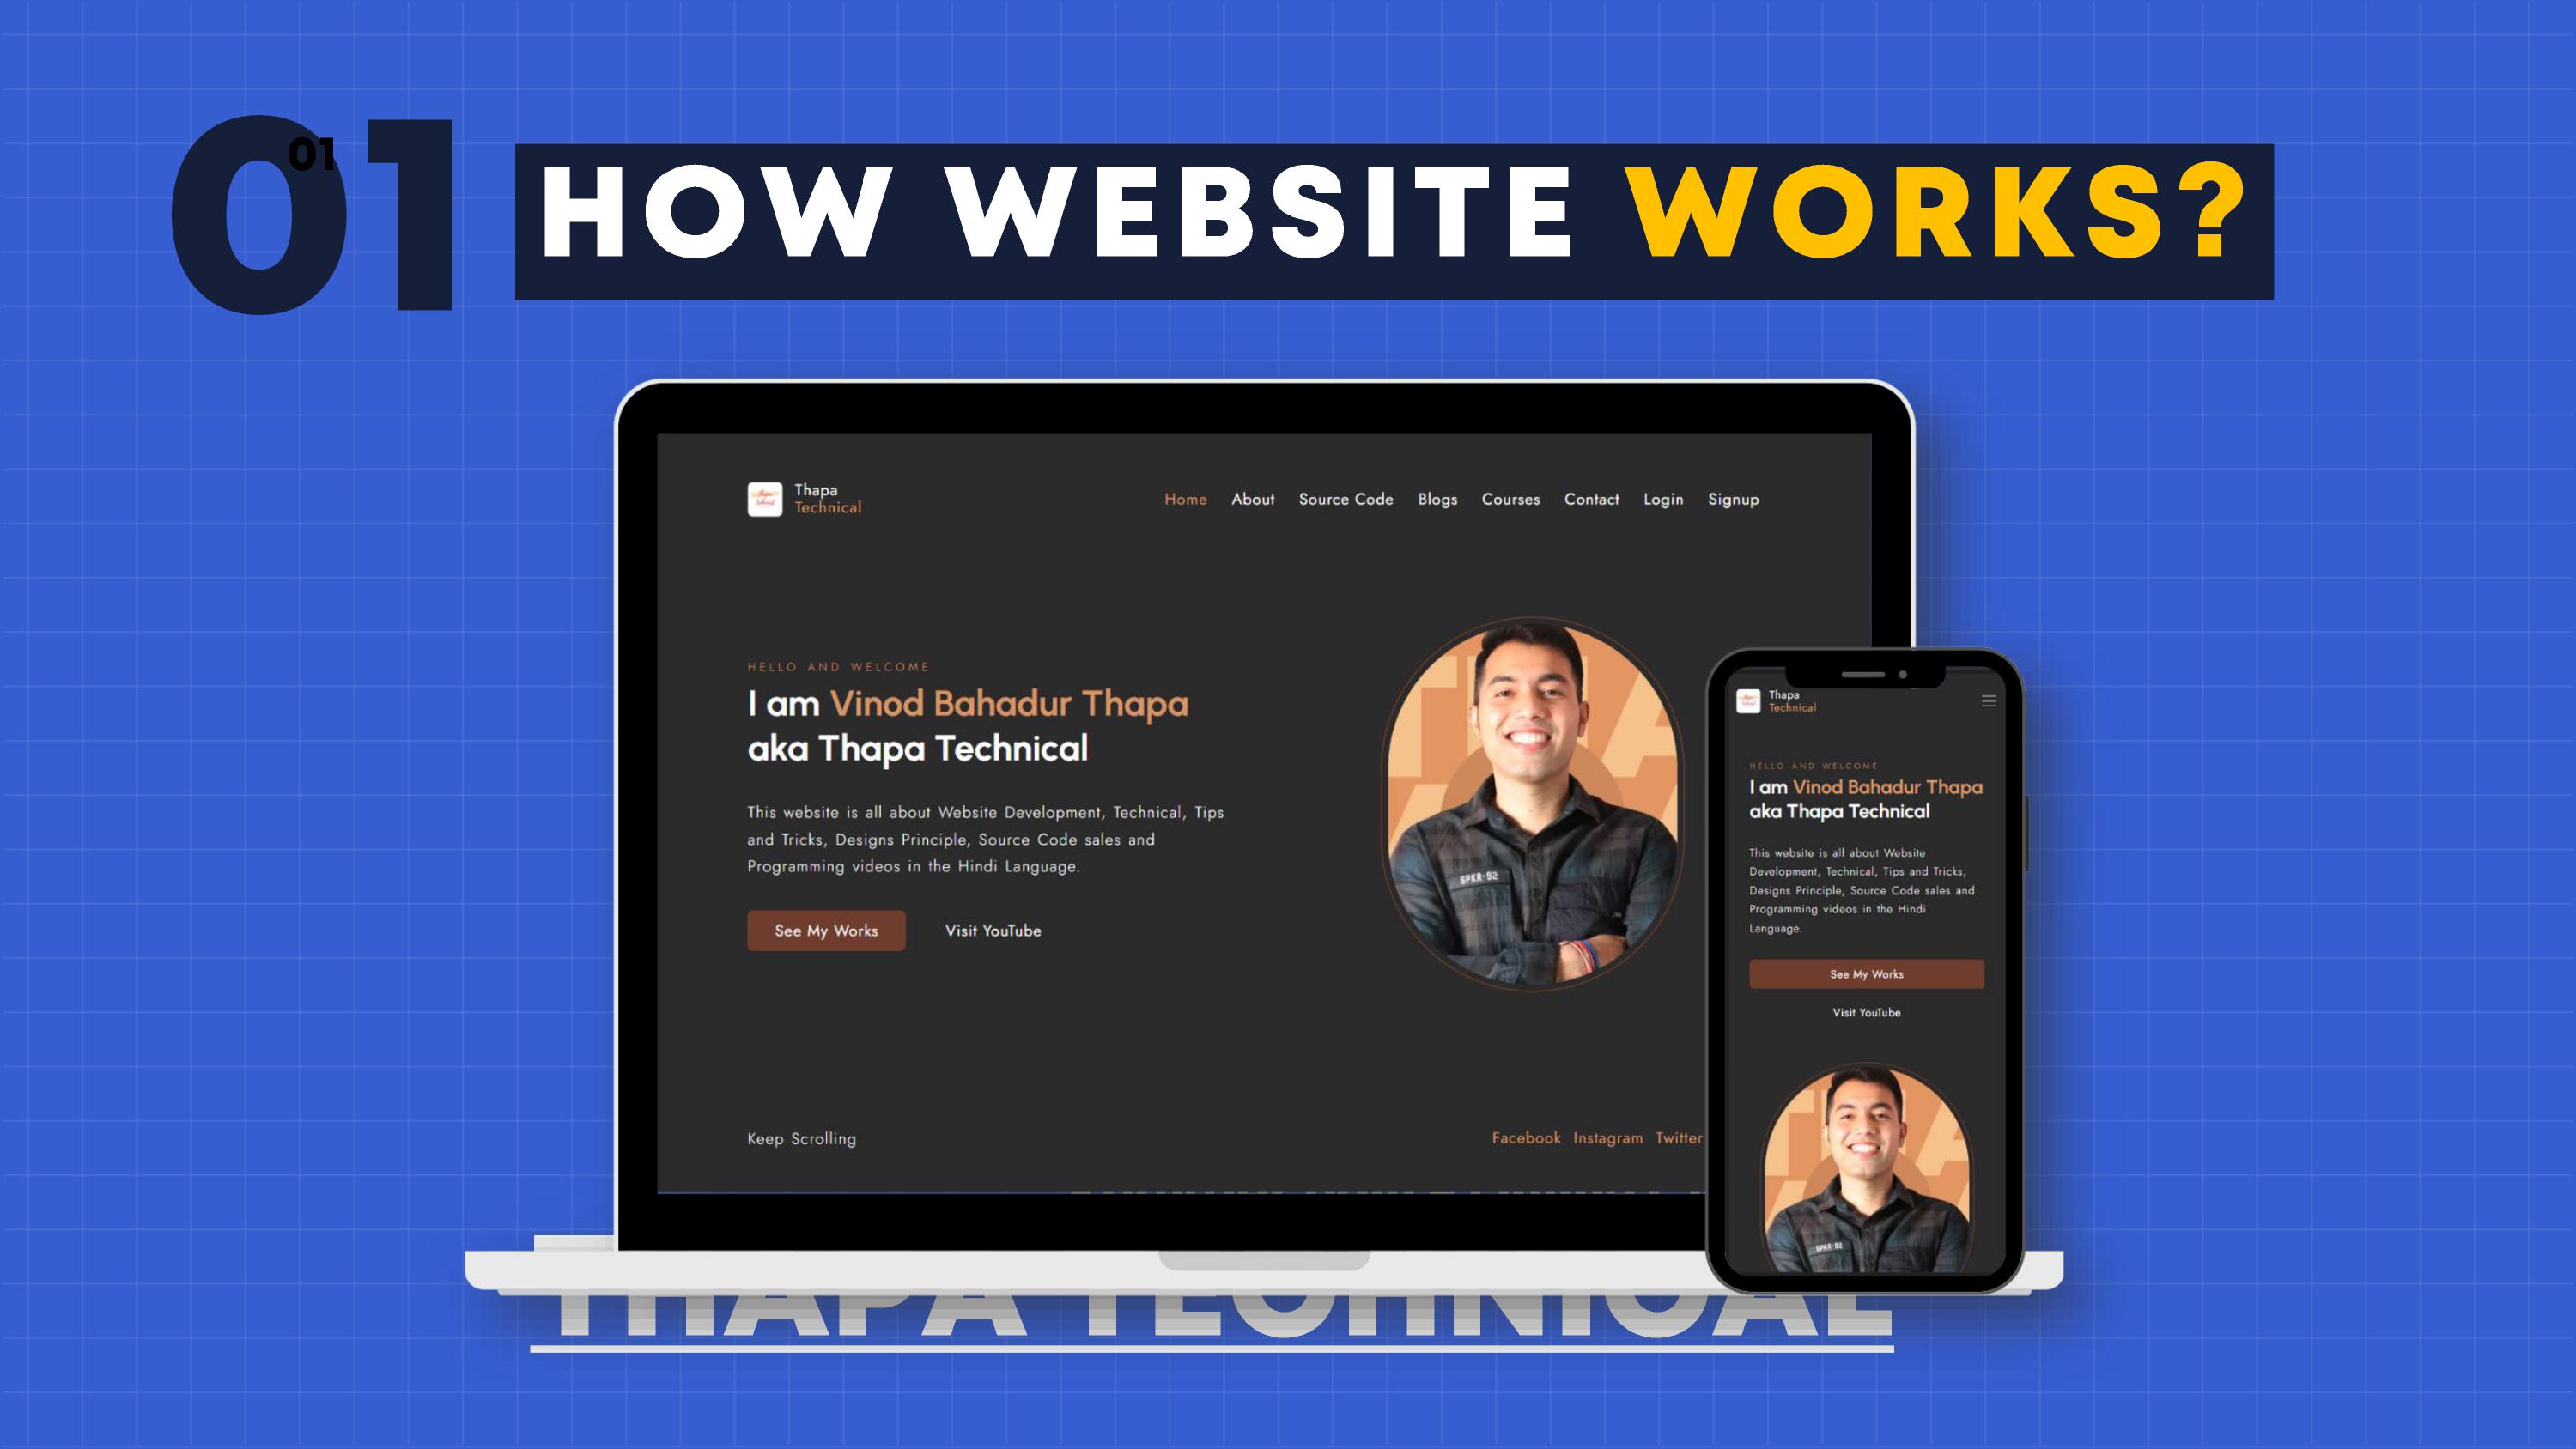 01
01
HOW WEBSITE WORKS?
Thapa
Technical
Home About Source Code Blogs Courses Contact Login Signup
HELLO AND WELCOME
I am Vinod Bahadur Thapa
aka Thapa Technical
This website is all about Website Development, Technical, Tips
and Tricks, Designs Principle, Source Code sales and
Programming videos in the Hindi Language.
See My Works Visit YouTube
SPKR-92
Keep Scrolling
Facebook Instagram Twitter
Thapa
Technical
HELLO AND WELCOME
I am Vinod Bahadur Thapa
aka Thapa Technical
This website is all about Website
Development, Technical, Tips and Tricks,
Designs Principle, Source Code sales and
Programming videos in the Hindi
Language.
See My Works
Visit YouTube
SPKR-92
THAPA TECHNICAL